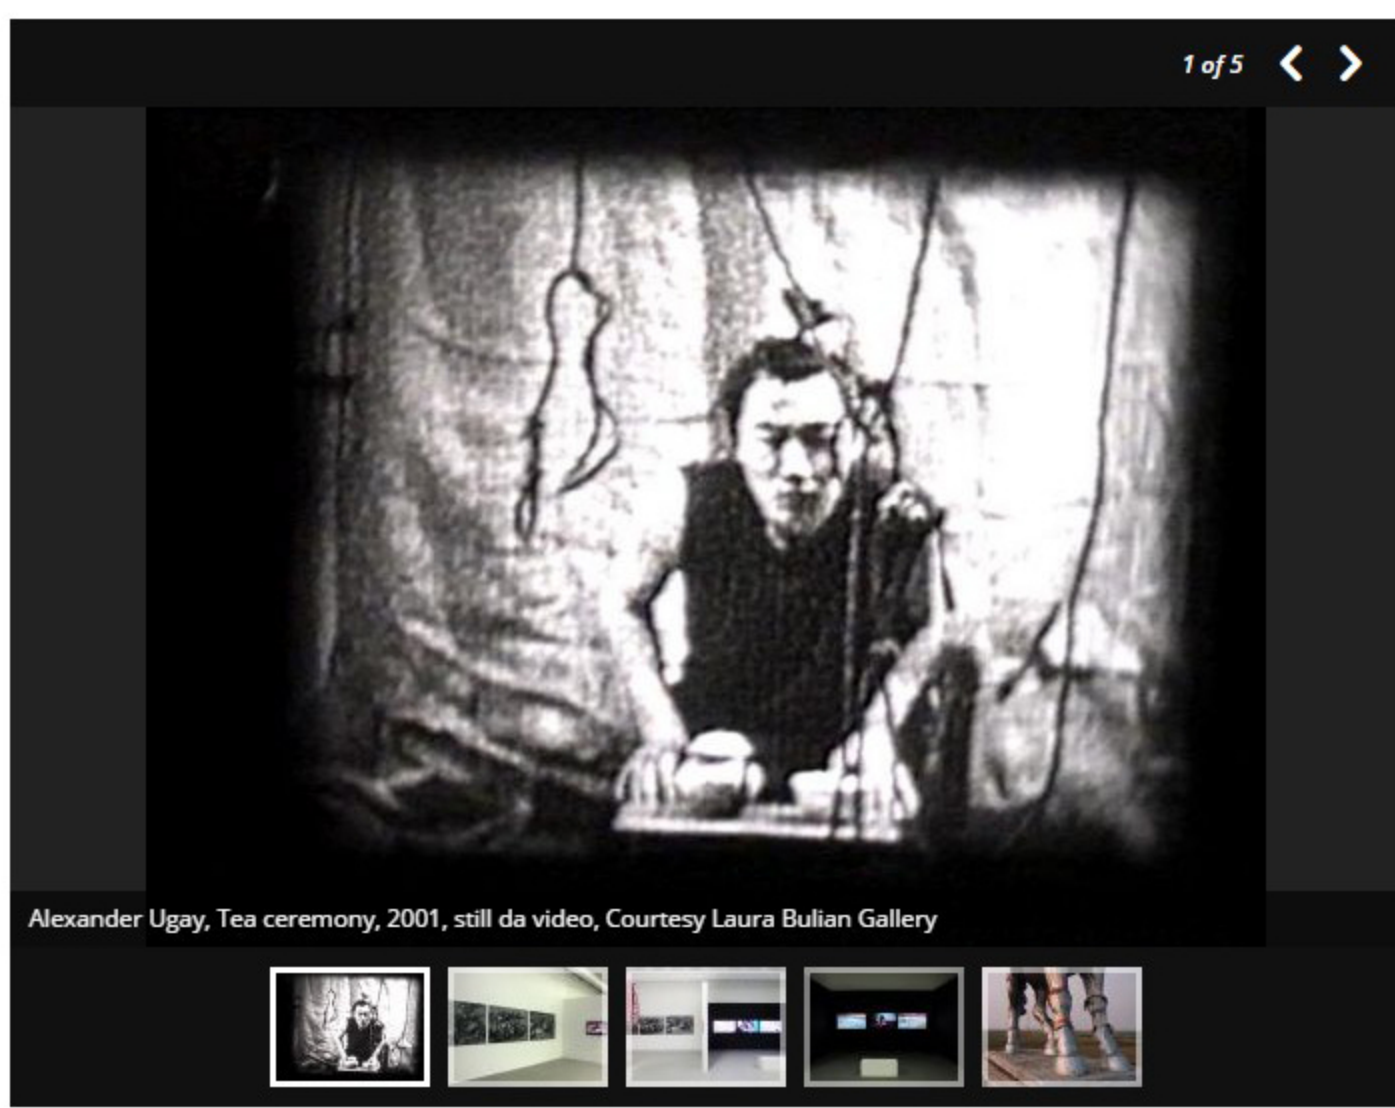 1 of 5
Alexander Ugay, Tea ceremony, 2001, still da video, Courtesy Laura Bulian Gallery